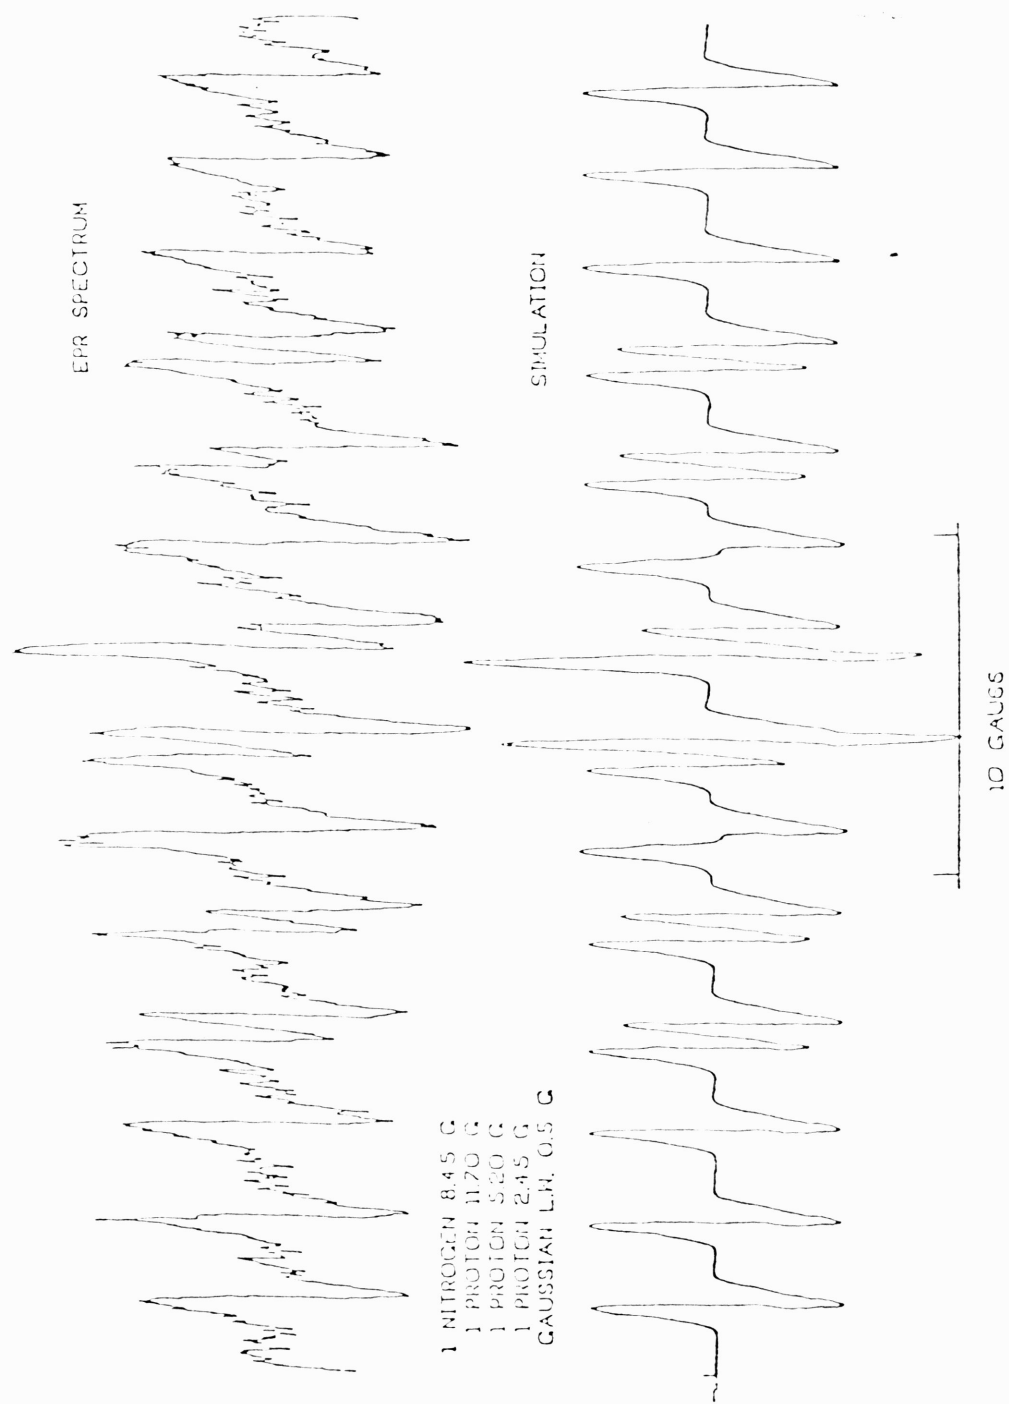 EPR SPECTRUM
SIMULATION
1 NITROGEN 8.45 G
1 PROTON 11.70 G
1 PROTON 5.20 G
1 PROTON 2.45 G
GAUSSIAN L.W. 0.5 G
10 GAUSS